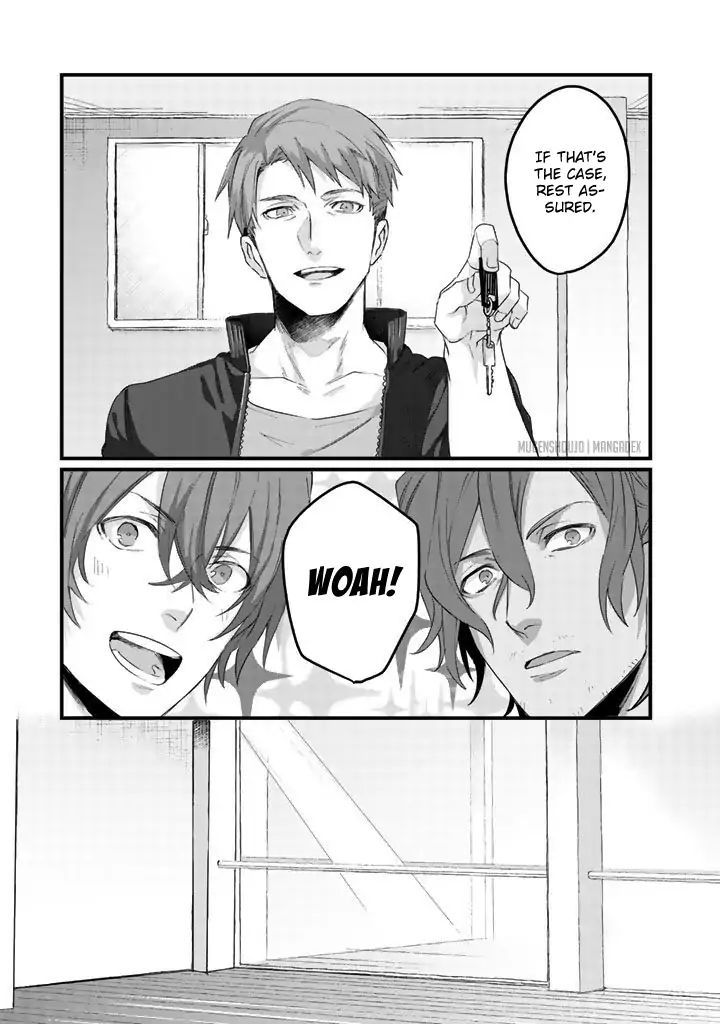 IF THAT'S
THE CASE,
REST AS-
SURED.
MUGENSHOUJO | MANGADEX
WOAH!